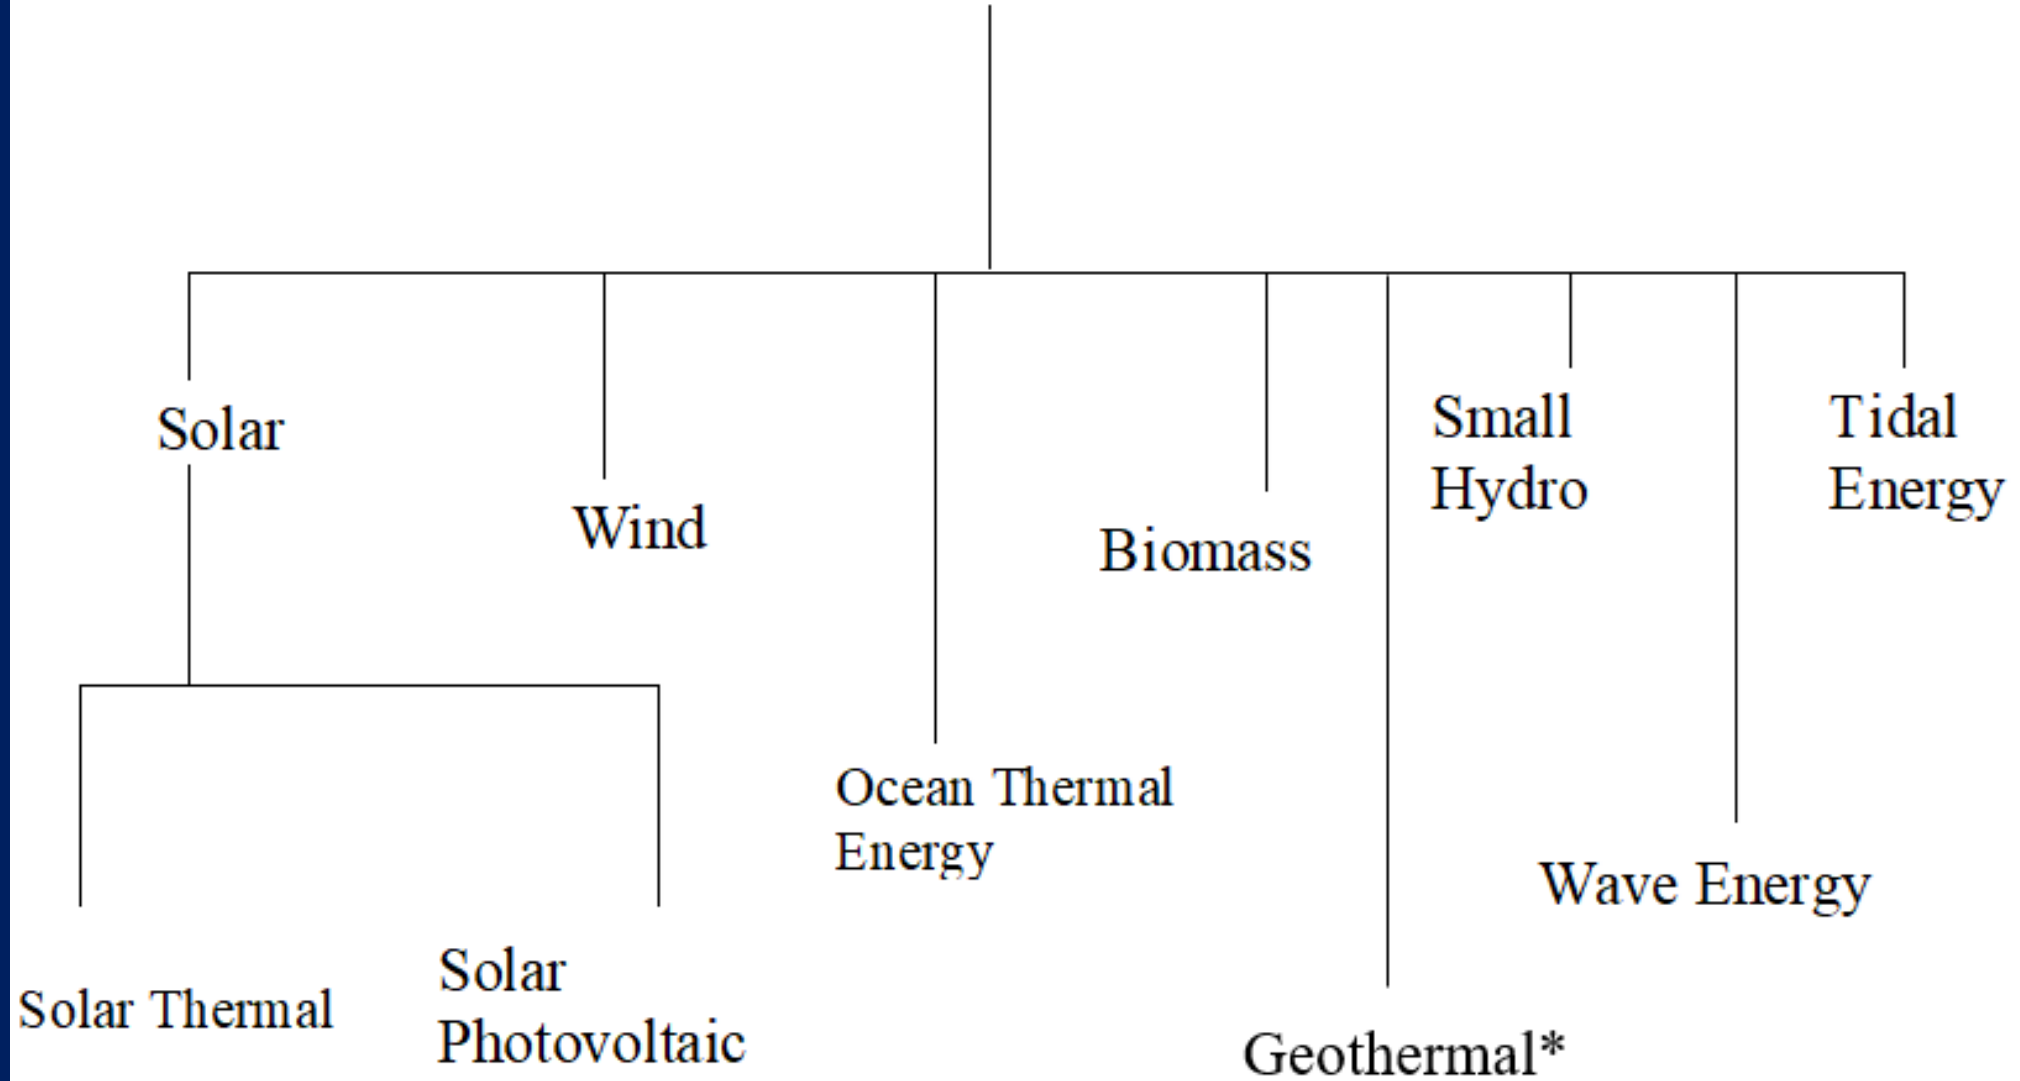 Solar
Wind
Ocean Thermal
Energy
Biomass
Small
Hydro
Tidal
Energy
Wave Energy
Solar Thermal
Solar
Photovoltaic
Geothermal*